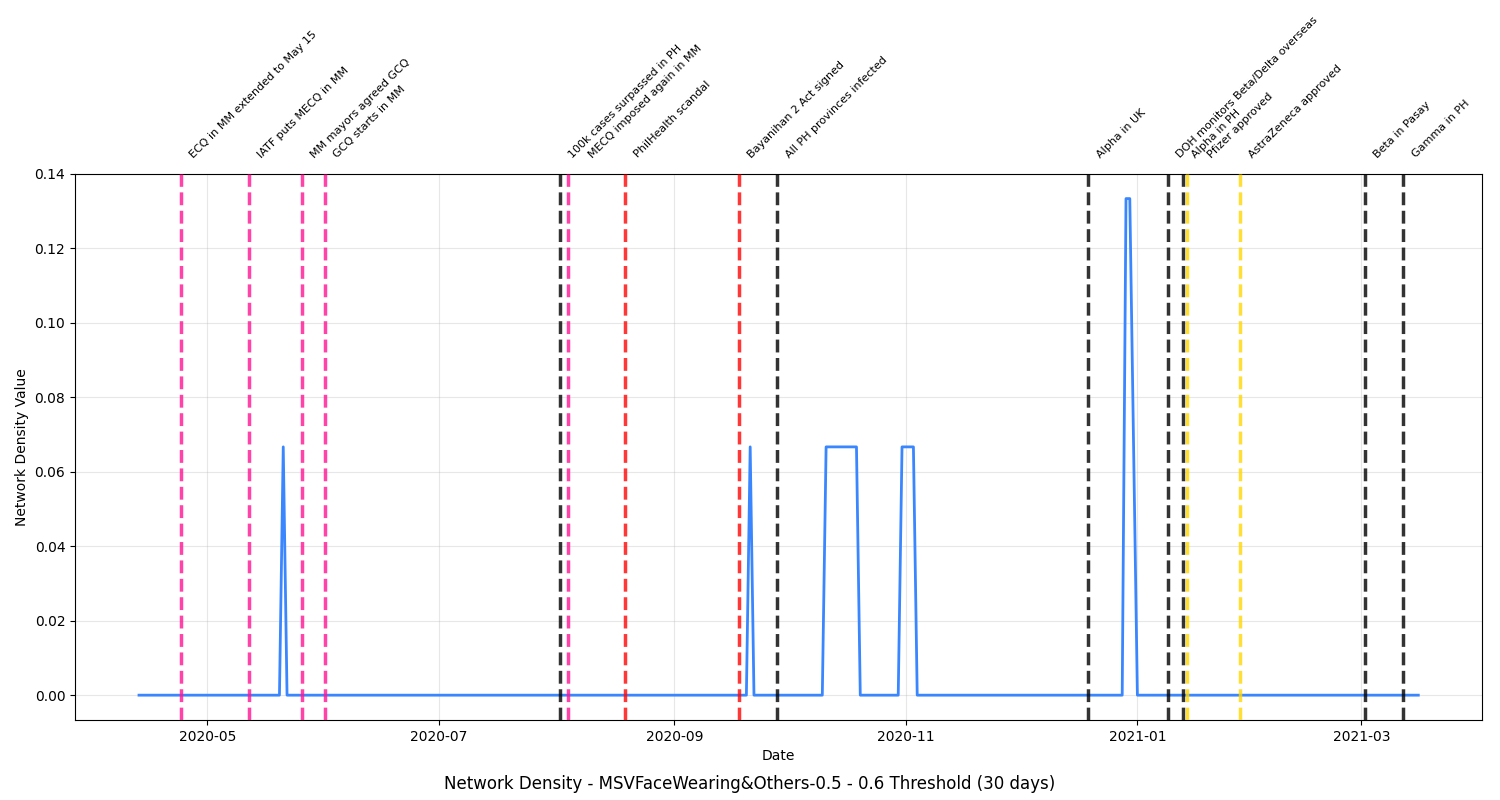 ECQ in MM extended to May 15
IATF puts MECQ in MM
MM mayors agreed GCQ
GCQ starts in MM
100k cases surpassed in PH
MECQ imposed again in MM
PhilHealth scandal
Bayanihan 2 Act signed
All PH provinces infected
Alpha in UK
DOH monitors Beta/Delta overseas
Alpha in PH
Pfizer approved
AstraZeneca approved
Beta in Pasay
Gamma in PH
0.14
0.12
0.10
0.08
0.06
0.04
0.02
0.00
Network Density Value
2020-05
2020-07
2020-09
2020-11
2021-01
2021-03
Date
Network Density - MSVFaceWearing&Others-0.5 - 0.6 Threshold (30 days)